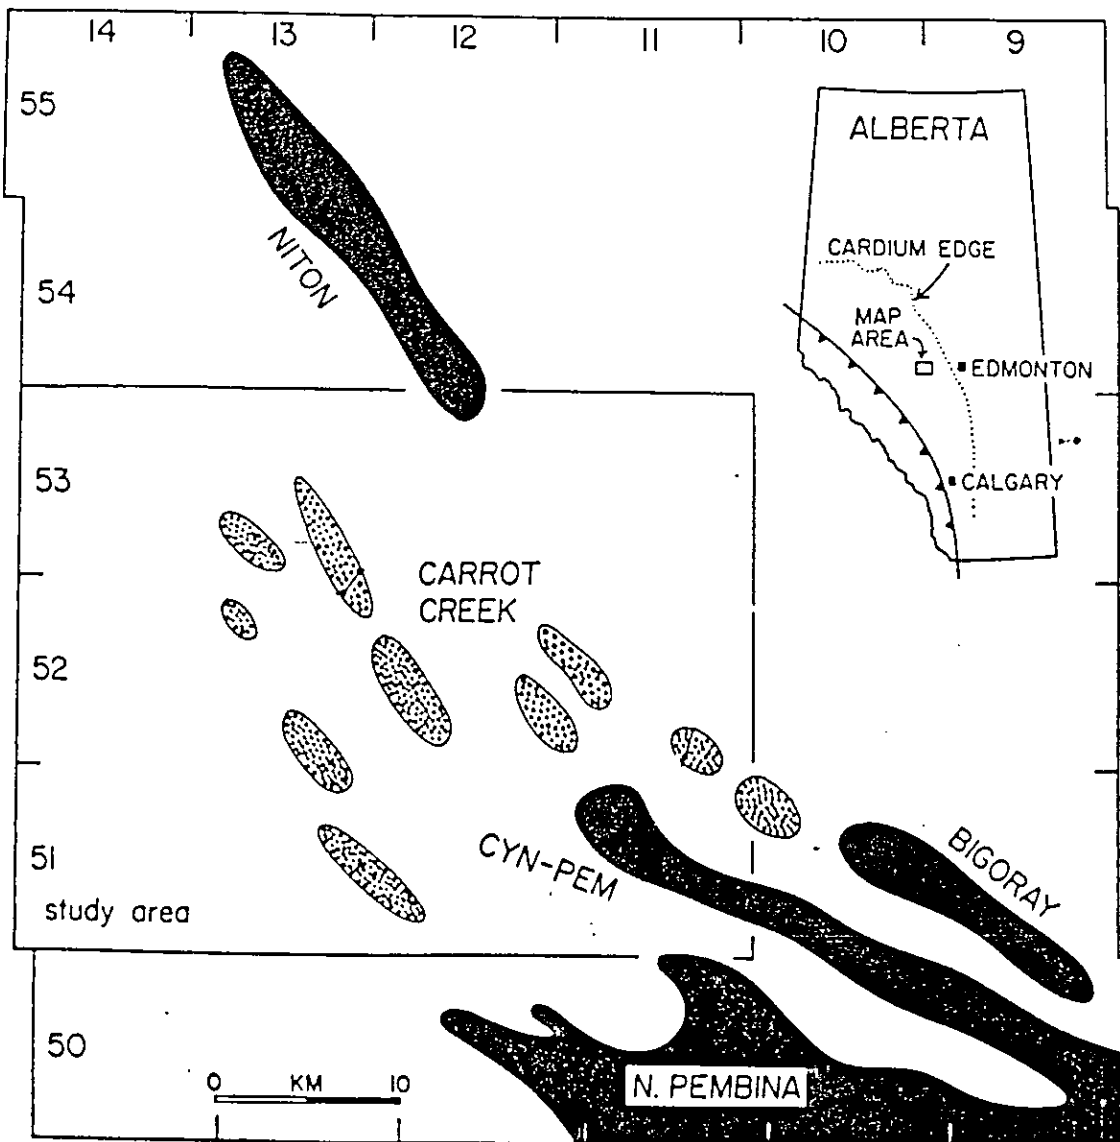 14
13
12
11
10
9
55
54
53
52
51
50
ALBERTA
CARDIUM EDGE
MAP
AREA
EDMONTON
CALGARY
NITON
CARROT
CREEK
CYN-PEM
BIGORAY
study area
N. PEMBINA
0 KM 10